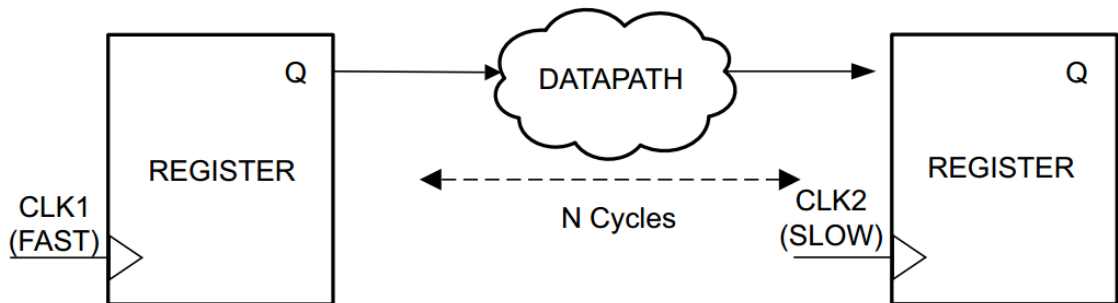 Q
DATAPATH
Q
REGISTER
REGISTER
CLK1
(FAST)
N Cycles
CLK2
(SLOW)